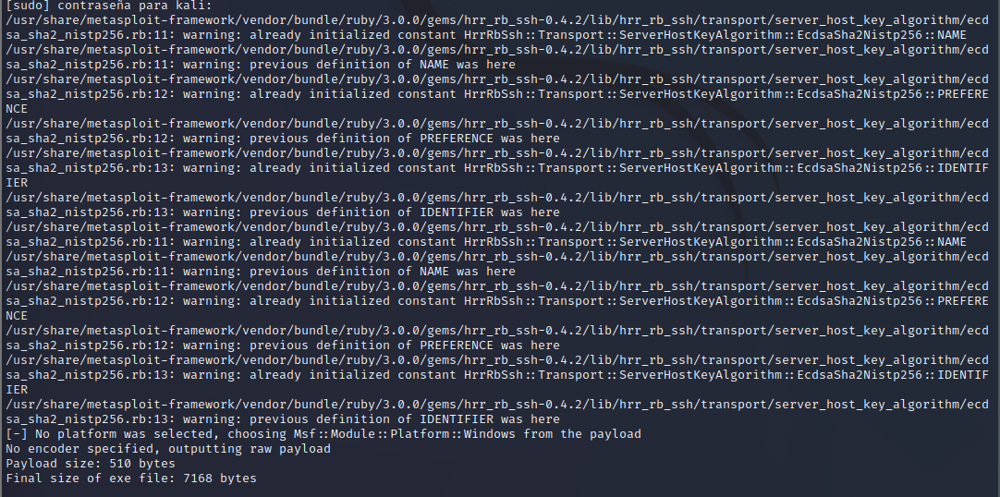 [sudo] contraseña para kali:
/usr/share/metasploit-framework/vendor/bundle/ruby/3.0.0/gems/hrr_rb_ssh-0.4.2/lib/hrr_rb_ssh/transport/server_host_key_algorithm/ecd
sa_sha2_nistp256.rb:11: warning: already initialized constant HrrRbSsh::Transport::ServerHostKeyAlgorithm::EcdsaSha2Nistp256::NAME
/usr/share/metasploit-framework/vendor/bundle/ruby/3.0.0/gems/hrr_rb_ssh-0.4.2/lib/hrr_rb_ssh/transport/server_host_key_algorithm/ecd
sa_sha2_nistp256.rb:11: warning: previous definition of NAME was here
/usr/share/metasploit-framework/vendor/bundle/ruby/3.0.0/gems/hrr_rb_ssh-0.4.2/lib/hrr_rb_ssh/transport/server_host_key_algorithm/ecd
sa_sha2_nistp256.rb:12: warning: already initialized constant HrrRbSsh::Transport::ServerHostKeyAlgorithm::EcdsaSha2Nistp256::PREFERE
NCE
/usr/share/metasploit-framework/vendor/bundle/ruby/3.0.0/gems/hrr_rb_ssh-0.4.2/lib/hrr_rb_ssh/transport/server_host_key_algorithm/ecd
sa_sha2_nistp256.rb:12: warning: previous definition of PREFERENCE was here
/usr/share/metasploit-framework/vendor/bundle/ruby/3.0.0/gems/hrr_rb_ssh-0.4.2/lib/hrr_rb_ssh/transport/server_host_key_algorithm/ecd
sa_sha2_nistp256.rb:13: warning: already initialized constant HrrRbSsh::Transport::ServerHostKeyAlgorithm::EcdsaSha2Nistp256::IDENTIF
IER
/usr/share/metasploit-framework/vendor/bundle/ruby/3.0.0/gems/hrr_rb_ssh-0.4.2/lib/hrr_rb_ssh/transport/server_host_key_algorithm/ecd
sa_sha2_nistp256.rb:13: warning: previous definition of IDENTIFIER was here
/usr/share/metasploit-framework/vendor/bundle/ruby/3.0.0/gems/hrr_rb_ssh-0.4.2/lib/hrr_rb_ssh/transport/server_host_key_algorithm/ecd
sa_sha2_nistp256.rb:11: warning: already initialized constant HrrRbSsh::Transport::ServerHostKeyAlgorithm::EcdsaSha2Nistp256::NAME
/usr/share/metasploit-framework/vendor/bundle/ruby/3.0.0/gems/hrr_rb_ssh-0.4.2/lib/hrr_rb_ssh/transport/server_host_key_algorithm/ecd
sa_sha2_nistp256.rb:11: warning: previous definition of NAME was here
/usr/share/metasploit-framework/vendor/bundle/ruby/3.0.0/gems/hrr_rb_ssh-0.4.2/lib/hrr_rb_ssh/transport/server_host_key_algorithm/ecd
sa_sha2_nistp256.rb:12: warning: already initialized constant HrrRbSsh::Transport::ServerHostKeyAlgorithm::EcdsaSha2Nistp256::PREFERE
NCE
/usr/share/metasploit-framework/vendor/bundle/ruby/3.0.0/gems/hrr_rb_ssh-0.4.2/lib/hrr_rb_ssh/transport/server_host_key_algorithm/ecd
sa_sha2_nistp256.rb:12: warning: previous definition of PREFERENCE was here
/usr/share/metasploit-framework/vendor/bundle/ruby/3.0.0/gems/hrr_rb_ssh-0.4.2/lib/hrr_rb_ssh/transport/server_host_key_algorithm/ecd
sa_sha2_nistp256.rb:13: warning: already initialized constant HrrRbSsh::Transport::ServerHostKeyAlgorithm::EcdsaSha2Nistp256::IDENTIF
IER
/usr/share/metasploit-framework/vendor/bundle/ruby/3.0.0/gems/hrr_rb_ssh-0.4.2/lib/hrr_rb_ssh/transport/server_host_key_algorithm/ecd
sa_sha2_nistp256.rb:13: warning: previous definition of IDENTIFIER was here
[-] No platform was selected, choosing Msf::Module::Platform::Windows from the payload
No encoder specified, outputting raw payload
Payload size: 510 bytes
Final size of exe file: 7168 bytes